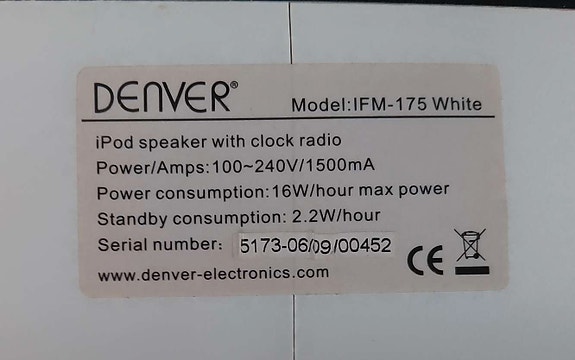 DENVER®
Model:IFM-175 White
iPod speaker with clock radio
Power/Amps:100~240V/1500mA
Power consumption:16W/hour max power
Standby consumption: 2.2W/hour
Serial number: 5173-06/09/00452
www.denver-electronics.com
CE